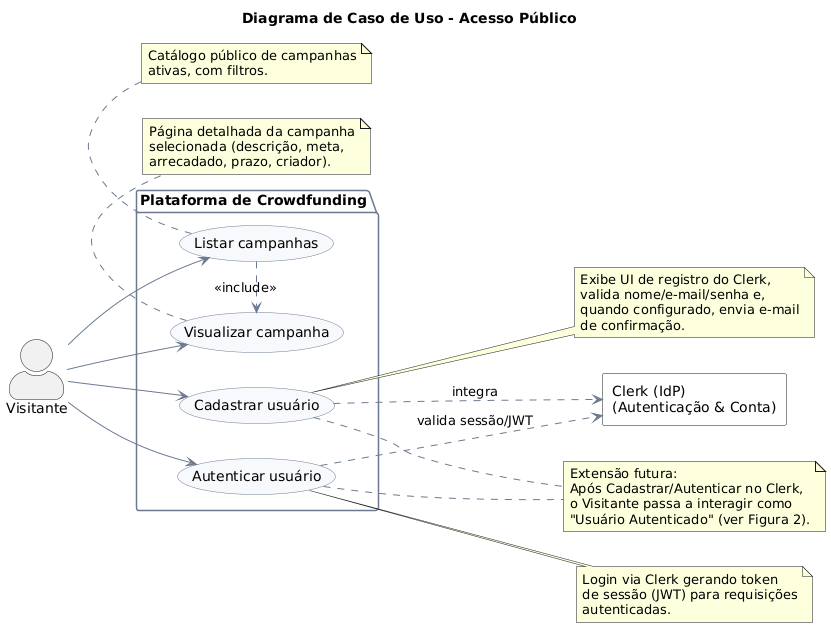 Diagrama de Caso de Uso - Acesso Público
Catálogo público de campanhas
ativas, com filtros.
Página detalhada da campanha
selecionada (descrição, meta,
arrecadado, prazo, criador).
Plataforma de Crowdfunding
Listar campanhas
«include»
Visualizar campanha
Cadastrar usuário
Autenticar usuário
Visitante
Exibe UI de registro do Clerk,
valida nome/e-mail/senha e,
quando configurado, envia e-mail
de confirmação.
integra
Clerk (IdP)
(Autenticação & Conta)
valida sessão/JWT
Extensão futura:
Após Cadastrar/Autenticar no Clerk,
o Visitante passa a interagir como
"Usuário Autenticado" (ver Figura 2).
Login via Clerk gerando token
de sessão (JWT) para requisições
autenticadas.